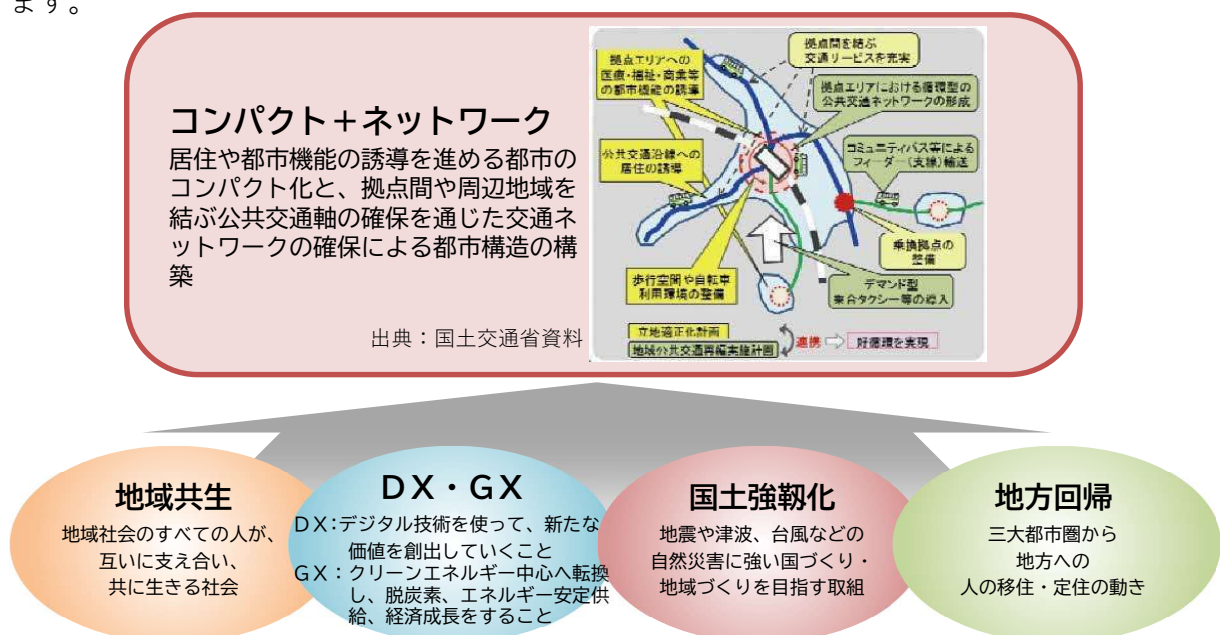 ます。
コンパクト＋ネットワーク
居住や都市機能の誘導を進める都市の
コンパクト化と、拠点間や周辺地域を
結ぶ公共交通軸の確保を通じた交通ネ
ットワークの確保による都市構造の構
築
出典：国土交通省資料
拠点間を結ぶ
交通サービスを充実
拠点エリアへの
医療・福祉・商業等
の都市機能の誘導
拠点エリアにおける循環型の
公共交通ネットワークの形成
公共交通沿線への
居住の誘導
コミュニティバス等による
フィーダー（支線）輸送
乗換拠点の
整備
歩行空間や自転車
利用環境の整備
デマンド型
乗合タクシー等の導入
立地適正化計画
地域公共交通再編実施計画
連携
好循環を実現
地域共生
地域社会のすべての人が、
互いに支え合い、
共に生きる社会
ＤＸ・ＧＸ
ＤＸ：デジタル技術を使って、新たな
価値を創出していくこと
ＧＸ：クリーンエネルギー中心へ転換
し、脱炭素、エネルギー安定供
給、経済成長をすること
国土強靱化
地震や津波、台風などの
自然災害に強い国づくり・
地域づくりを目指す取組
地方回帰
三大都市圏から
地方への
人の移住・定住の動き